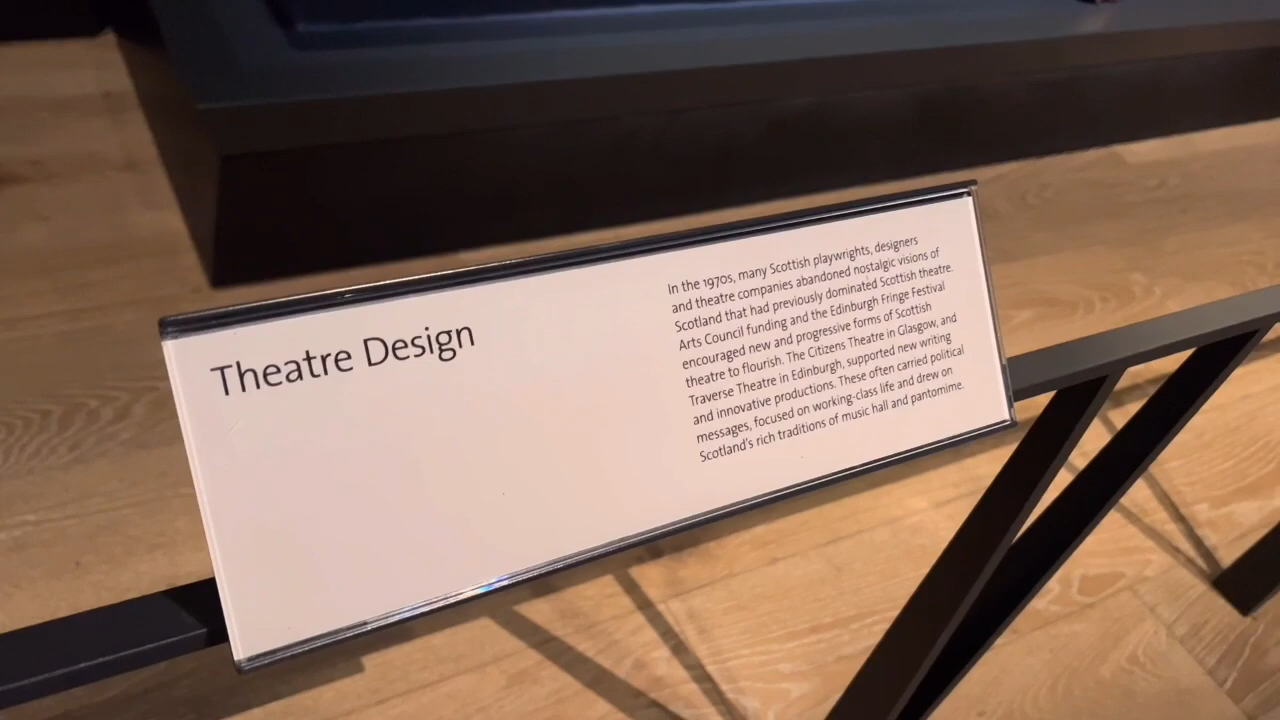 Theatre Design
In the 1970s, many Scottish playwrights, designers
and theatre companies abandoned nostalgic visions of
Scotland that had previously dominated Scottish theatre.
Arts Council funding and the Edinburgh Fringe Festival
encouraged new and progressive forms of Scottish
theatre to flourish. The Citizens Theatre in Glasgow, and
Traverse Theatre in Edinburgh, supported new writing
and innovative productions. These often carried political
messages, focused on working-class life and drew on
Scotland's rich traditions of music hall and pantomime.